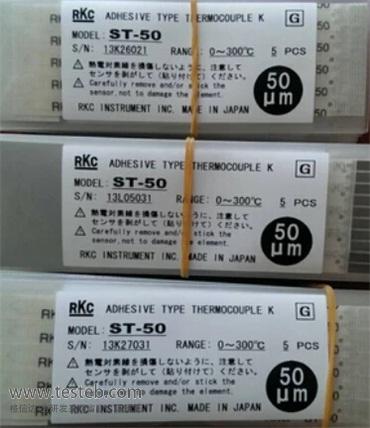 RKC ADHESIVE TYPE THERMOCOUPLE K G
MODEL: ST-50
S/N: 13K26021 RANGE: 0～300℃ 5 PCS
熱電対素線を損傷しないように、注意して
センサを剥がして（貼り付けて）ください。
Carefully remove and/or stick the
sensor, not to damage the element.
RKC INSTRUMENT INC. MADE IN JAPAN
50
μm
RKC ADHESIVE TYPE THERMOCOUPLE K G
MODEL: ST-50
S/N: 13L05031 RANGE: 0～300℃ 5 PCS
熱電対素線を損傷しないように、注意して
センサを剥がして（貼り付けて）ください。
Carefully remove and/or stick the
sensor, not to damage the element.
RKC INSTRUMENT INC. MADE IN JAPAN
50
μm
RKC ADHESIVE TYPE THERMOCOUPLE K G
MODEL: ST-50
S/N: 13K27031 RANGE: 0～300℃ 5 PCS
熱電対素線を損傷しないように、注意して
センサを剥がして（貼り付けて）ください。
Carefully remove and/or stick the
sensor, not to damage the element.
RKC INSTRUMENT INC. MADE IN JAPAN
50
μm
www.testeb.com